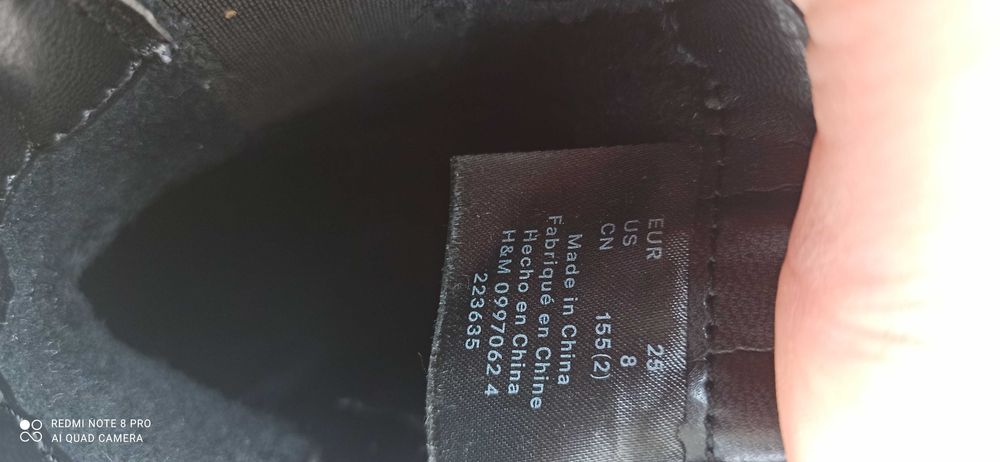 EUR 25
US 8
CN 155(2)
Made in China
Fabriqué en Chine
Hecho en China
H&M 0997062 4
223635
REDMI NOTE 8 PRO
AI QUAD CAMERA